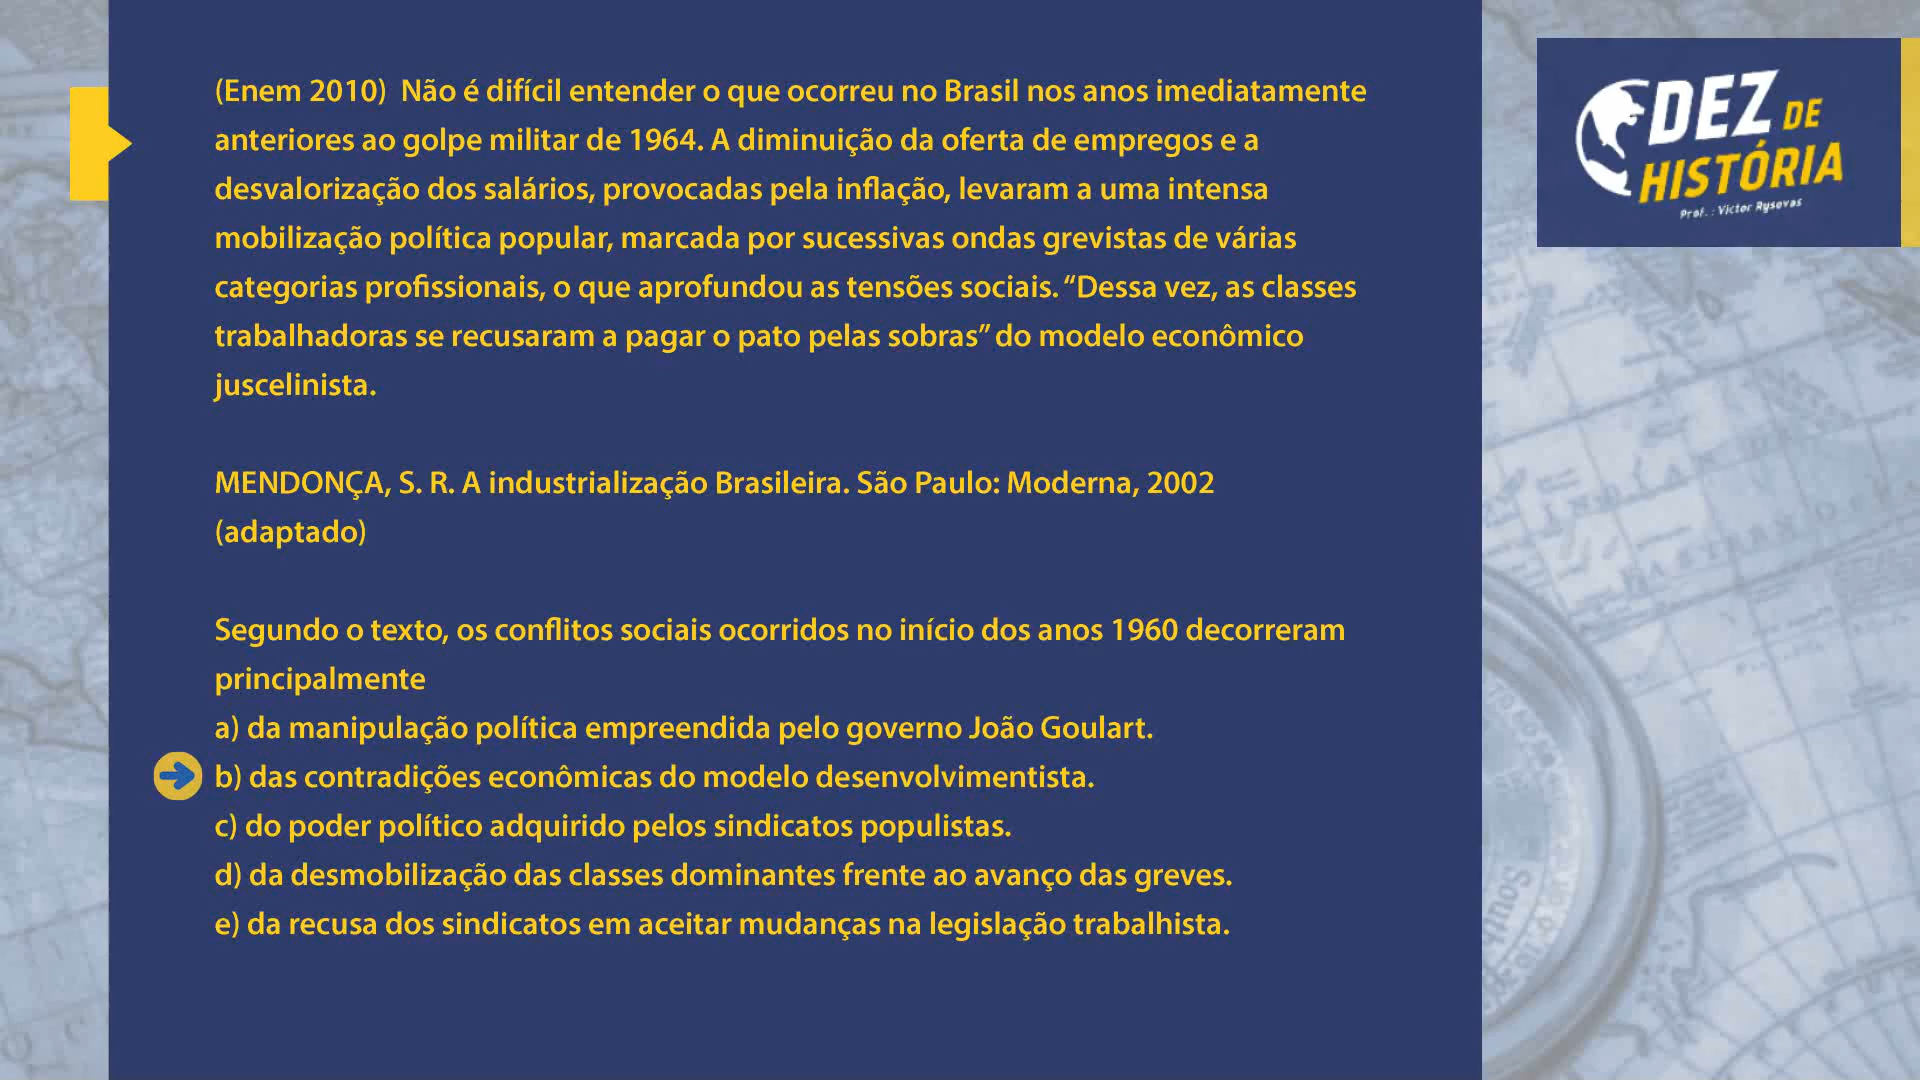 (Enem 2010)  Não é difícil entender o que ocorreu no Brasil nos anos imediatamente
anteriores ao golpe militar de 1964. A diminuição da oferta de empregos e a
desvalorização dos salários, provocadas pela inflação, levaram a uma intensa
mobilização política popular, marcada por sucessivas ondas grevistas de várias
categorias profissionais, o que aprofundou as tensões sociais. “Dessa vez, as classes
trabalhadoras se recusaram a pagar o pato pelas sobras” do modelo econômico
juscelinista.
MENDONÇA, S. R. A industrialização Brasileira. São Paulo: Moderna, 2002
(adaptado)
Segundo o texto, os conflitos sociais ocorridos no início dos anos 1960 decorreram
principalmente
a) da manipulação política empreendida pelo governo João Goulart.
b) das contradições econômicas do modelo desenvolvimentista.
c) do poder político adquirido pelos sindicatos populistas.
d) da desmobilização das classes dominantes frente ao avanço das greves.
e) da recusa dos sindicatos em aceitar mudanças na legislação trabalhista.
DEZ DE
HISTÓRIA
Prof.: Victor Rysovas